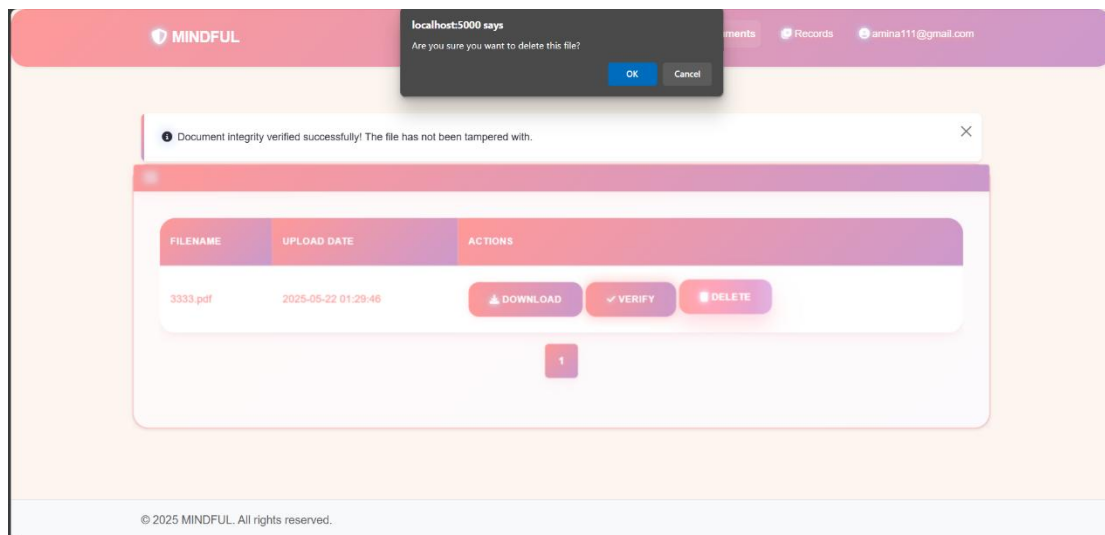 localhost:5000 says
Are you sure you want to delete this file?
OK Cancel
MINDFUL
Records amina111@gmail.com
Document integrity verified successfully! The file has not been tampered with.
FILENAME UPLOAD DATE ACTIONS
3333.pdf 2025-05-22 01:29:46 DOWNLOAD VERIFY DELETE
1
© 2025 MINDFUL. All rights reserved.